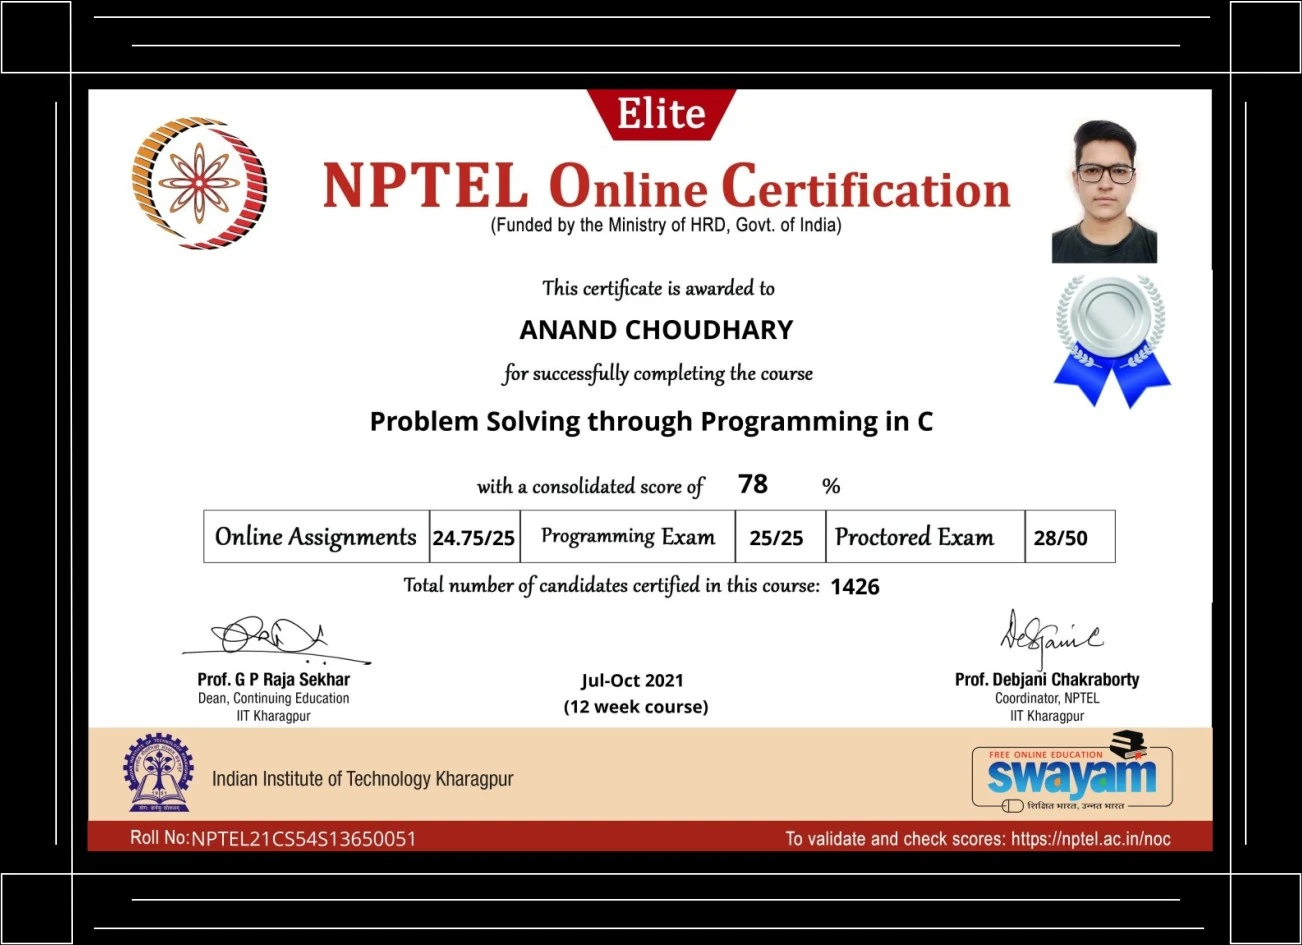 Elite
NPTEL Online Certification
(Funded by the Ministry of HRD, Govt. of India)
This certificate is awarded to
ANAND CHOUDHARY
for successfully completing the course
Problem Solving through Programming in C
with a consolidated score of 78 %
Online Assignments 24.75/25 Programming Exam 25/25 Proctored Exam 28/50
Total number of candidates certified in this course: 1426
Prof. G P Raja Sekhar
Dean, Continuing Education
IIT Kharagpur
Jul-Oct 2021
(12 week course)
Prof. Debjani Chakraborty
Coordinator, NPTEL
IIT Kharagpur
Indian Institute of Technology Kharagpur
FREE ONLINE EDUCATION
swayam
शिक्षित भारत, उन्नत भारत
Roll No:NPTEL21CS54S13650051
To validate and check scores: https://nptel.ac.in/noc